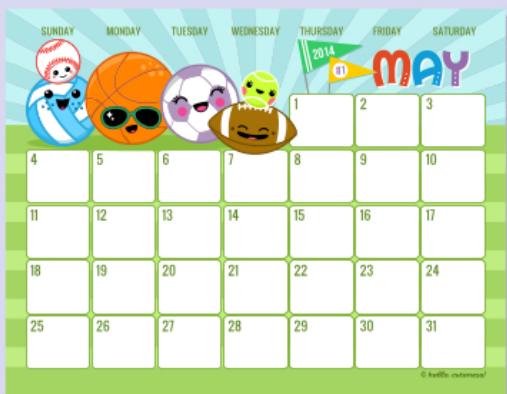 SUNDAY MONDAY TUESDAY WEDNESDAY THURSDAY FRIDAY SATURDAY
2014
#1
MAY
1 2 3
4 5 6 7 8 9 10
11 12 13 14 15 16 17
18 19 20 21 22 23 24
25 26 27 28 29 30 31
© hello, cuteness!